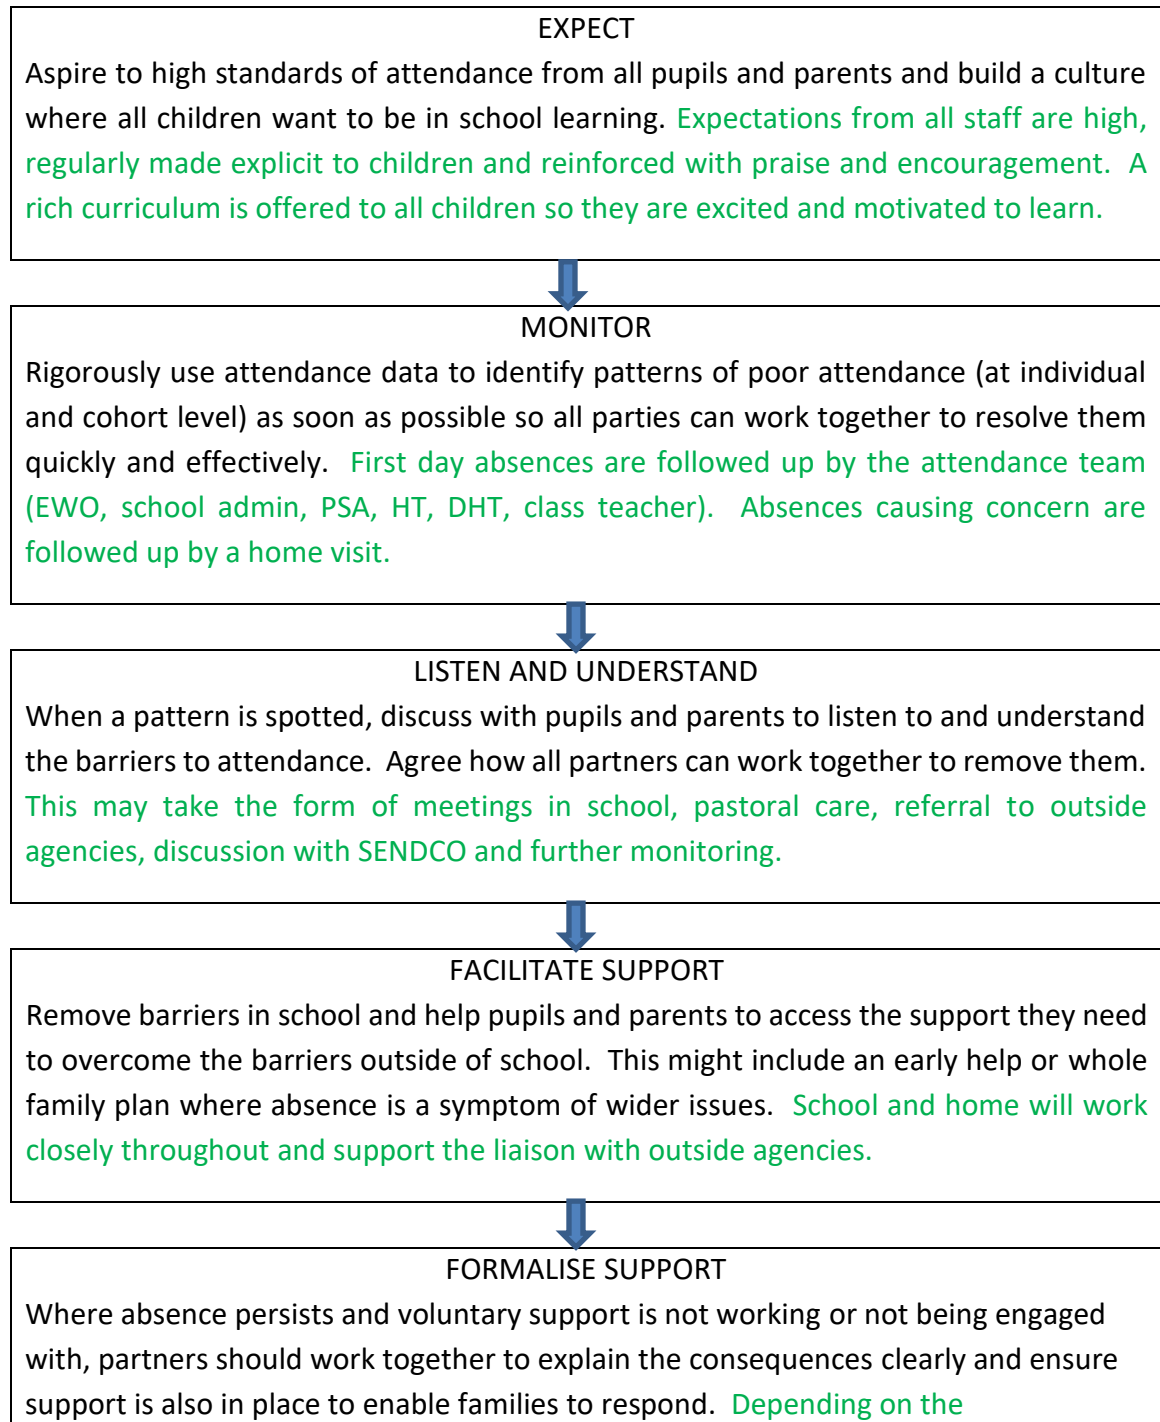 EXPECT
Aspire to high standards of attendance from all pupils and parents and build a culture
where all children want to be in school learning. Expectations from all staff are high,
regularly made explicit to children and reinforced with praise and encouragement. A
rich curriculum is offered to all children so they are excited and motivated to learn.
MONITOR
Rigorously use attendance data to identify patterns of poor attendance (at individual
and cohort level) as soon as possible so all parties can work together to resolve them
quickly and effectively. First day absences are followed up by the attendance team
(EWO, school admin, PSA, HT, DHT, class teacher). Absences causing concern are
followed up by a home visit.
LISTEN AND UNDERSTAND
When a pattern is spotted, discuss with pupils and parents to listen to and understand
the barriers to attendance. Agree how all partners can work together to remove them.
This may take the form of meetings in school, pastoral care, referral to outside
agencies, discussion with SENDCO and further monitoring.
FACILITATE SUPPORT
Remove barriers in school and help pupils and parents to access the support they need
to overcome the barriers outside of school. This might include an early help or whole
family plan where absence is a symptom of wider issues. School and home will work
closely throughout and support the liaison with outside agencies.
FORMALISE SUPPORT
Where absence persists and voluntary support is not working or not being engaged
with, partners should work together to explain the consequences clearly and ensure
support is also in place to enable families to respond. Depending on the